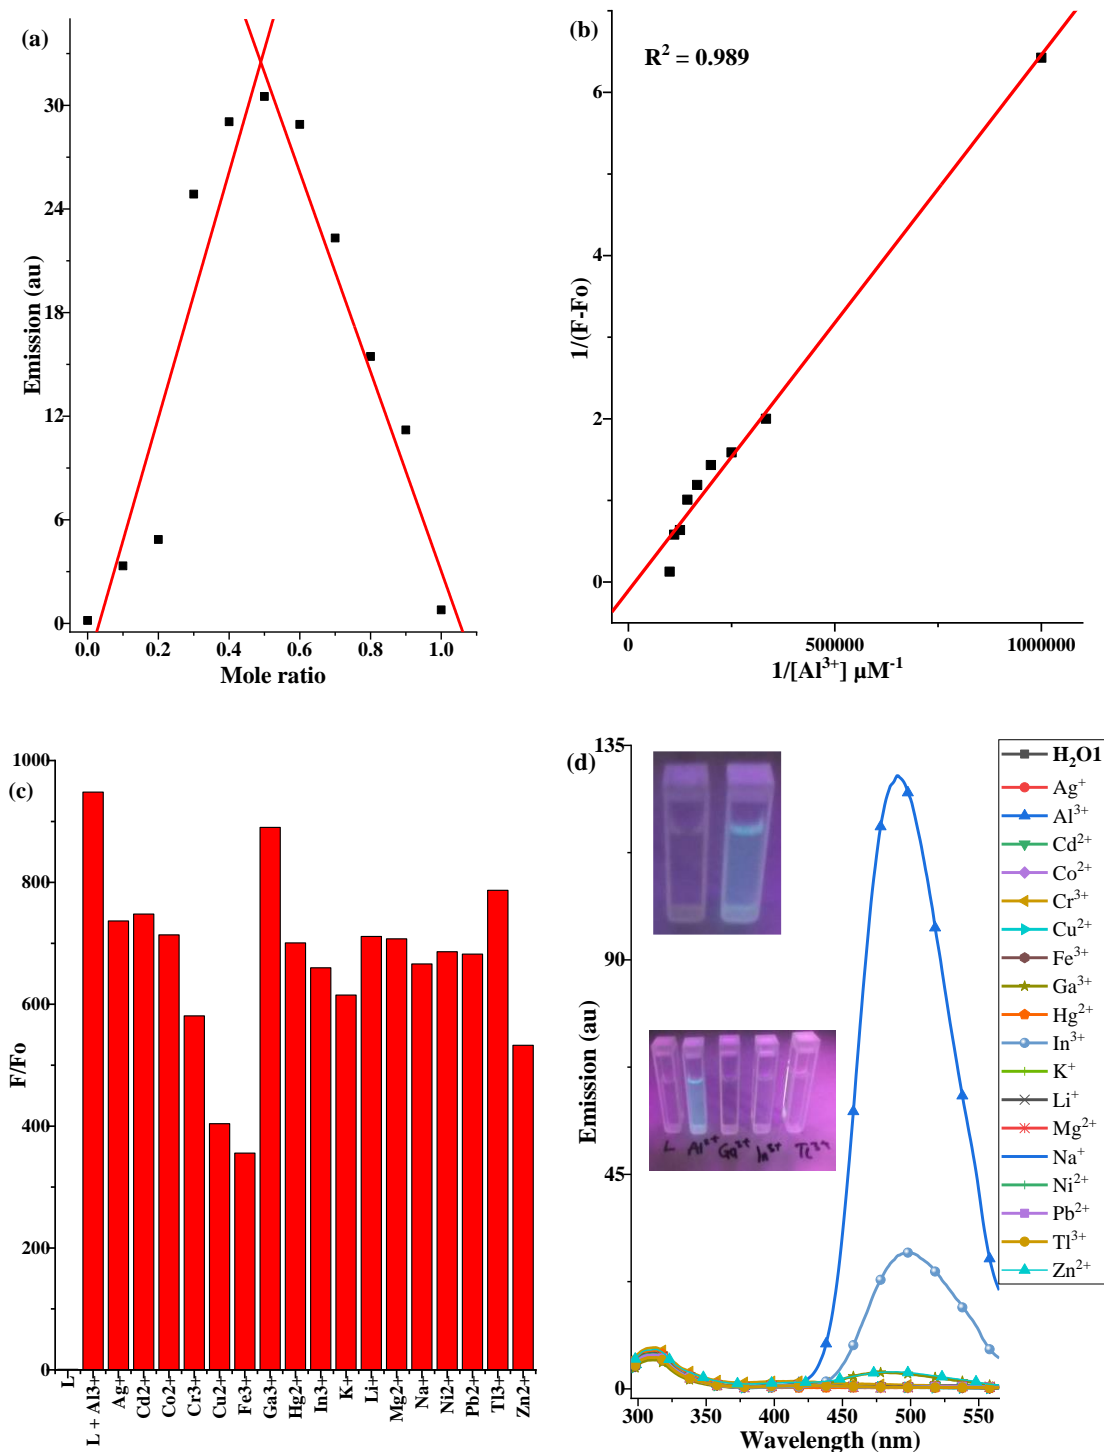 (a)
30
24
18
12
6
0
Emission (au)
0.0 0.2 0.4 0.6 0.8 1.0
Mole ratio
(b)
R² = 0.989
6
4
2
0
1/(F-Fo)
0 500000 1000000
1/[Al³⁺] µM⁻¹
(c)
1000
800
600
400
200
0
F/Fo
L
L + Al3+
Ag+
Cd2+
Co2+
Cr3+
Cu2+
Fe3+
Ga3+
Hg2+
In3+
K+
Li+
Mg2+
Na+
Ni2+
Pb2+
Tl3+
Zn2+
(d)
135
90
45
0
Emission (au)
L Al³⁺ Ga³⁺ In³⁺ Tl³⁺
300 350 400 450 500 550
Wavelength (nm)
H₂O1
Ag⁺
Al³⁺
Cd²⁺
Co²⁺
Cr³⁺
Cu²⁺
Fe³⁺
Ga³⁺
Hg²⁺
In³⁺
K⁺
Li⁺
Mg²⁺
Na⁺
Ni²⁺
Pb²⁺
Tl³⁺
Zn²⁺